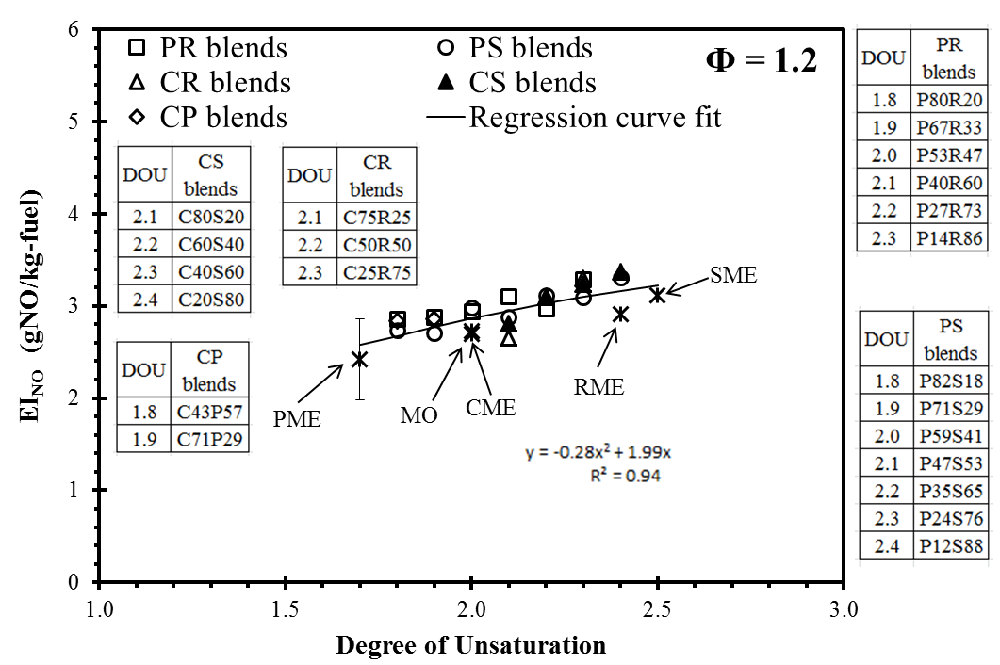 6
5
4
3
2
1
0
EI_NO (gNO/kg-fuel)
PR blends
PS blends
Φ = 1.2
CR blends
CS blends
CP blends
Regression curve fit
DOU CS blends
2.1 C80S20
2.2 C60S40
2.3 C40S60
2.4 C20S80
DOU CR blends
2.1 C75R25
2.2 C50R50
2.3 C25R75
DOU CP blends
1.8 C43P57
1.9 C71P29
PME
MO
CME
RME
SME
y = -0.28x² + 1.99x
R² = 0.94
1.0 1.5 2.0 2.5 3.0
Degree of Unsaturation
DOU PR blends
1.8 P80R20
1.9 P67R33
2.0 P53R47
2.1 P40R60
2.2 P27R73
2.3 P14R86
DOU PS blends
1.8 P82S18
1.9 P71S29
2.0 P59S41
2.1 P47S53
2.2 P35S65
2.3 P24S76
2.4 P12S88